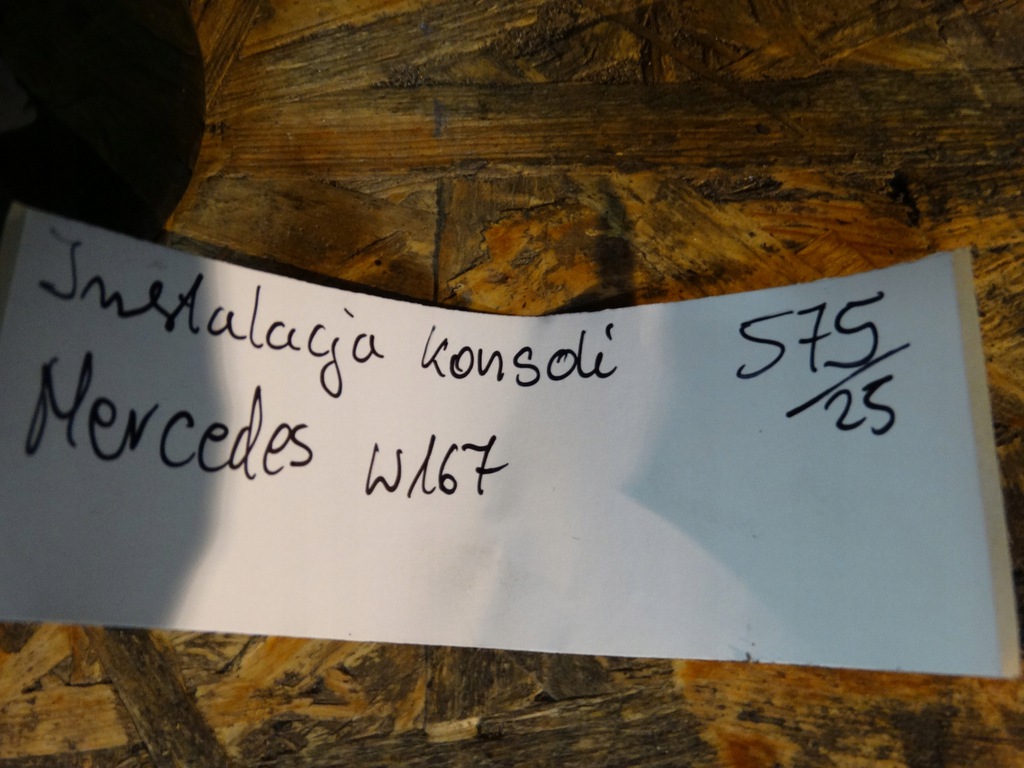 Instalacja konsoli 575/25
Mercedes W167